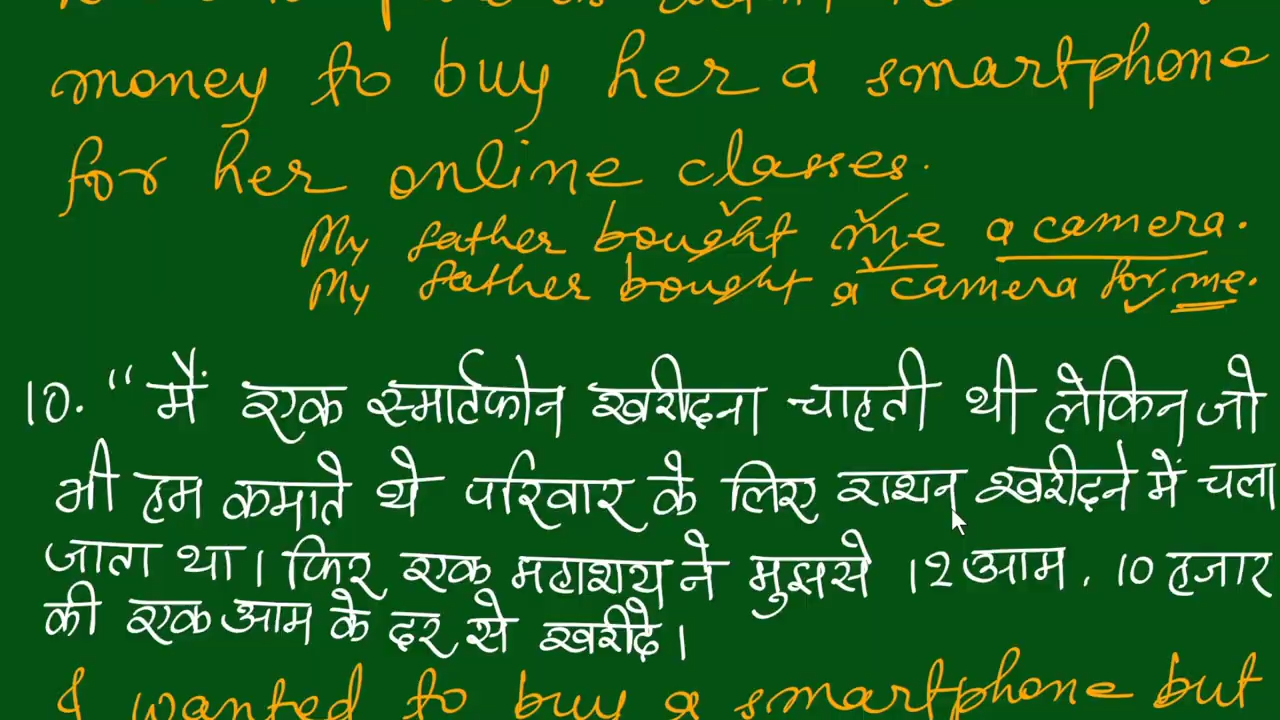 money to buy her a smartphone
for her online classes.
My father bought me a camera.
My father bought a camera for me.
10. "मैं एक स्मार्टफोन खरीदना चाहती थी लेकिन जो
भी हम कमाते थे परिवार के लिए राशन खरीदने में चला
जाता था। फिर एक महाशय ने मुझसे 12 आम, 10 हजार
की एक आम के दर से खरीदे।
I wanted to buy a smartphone but